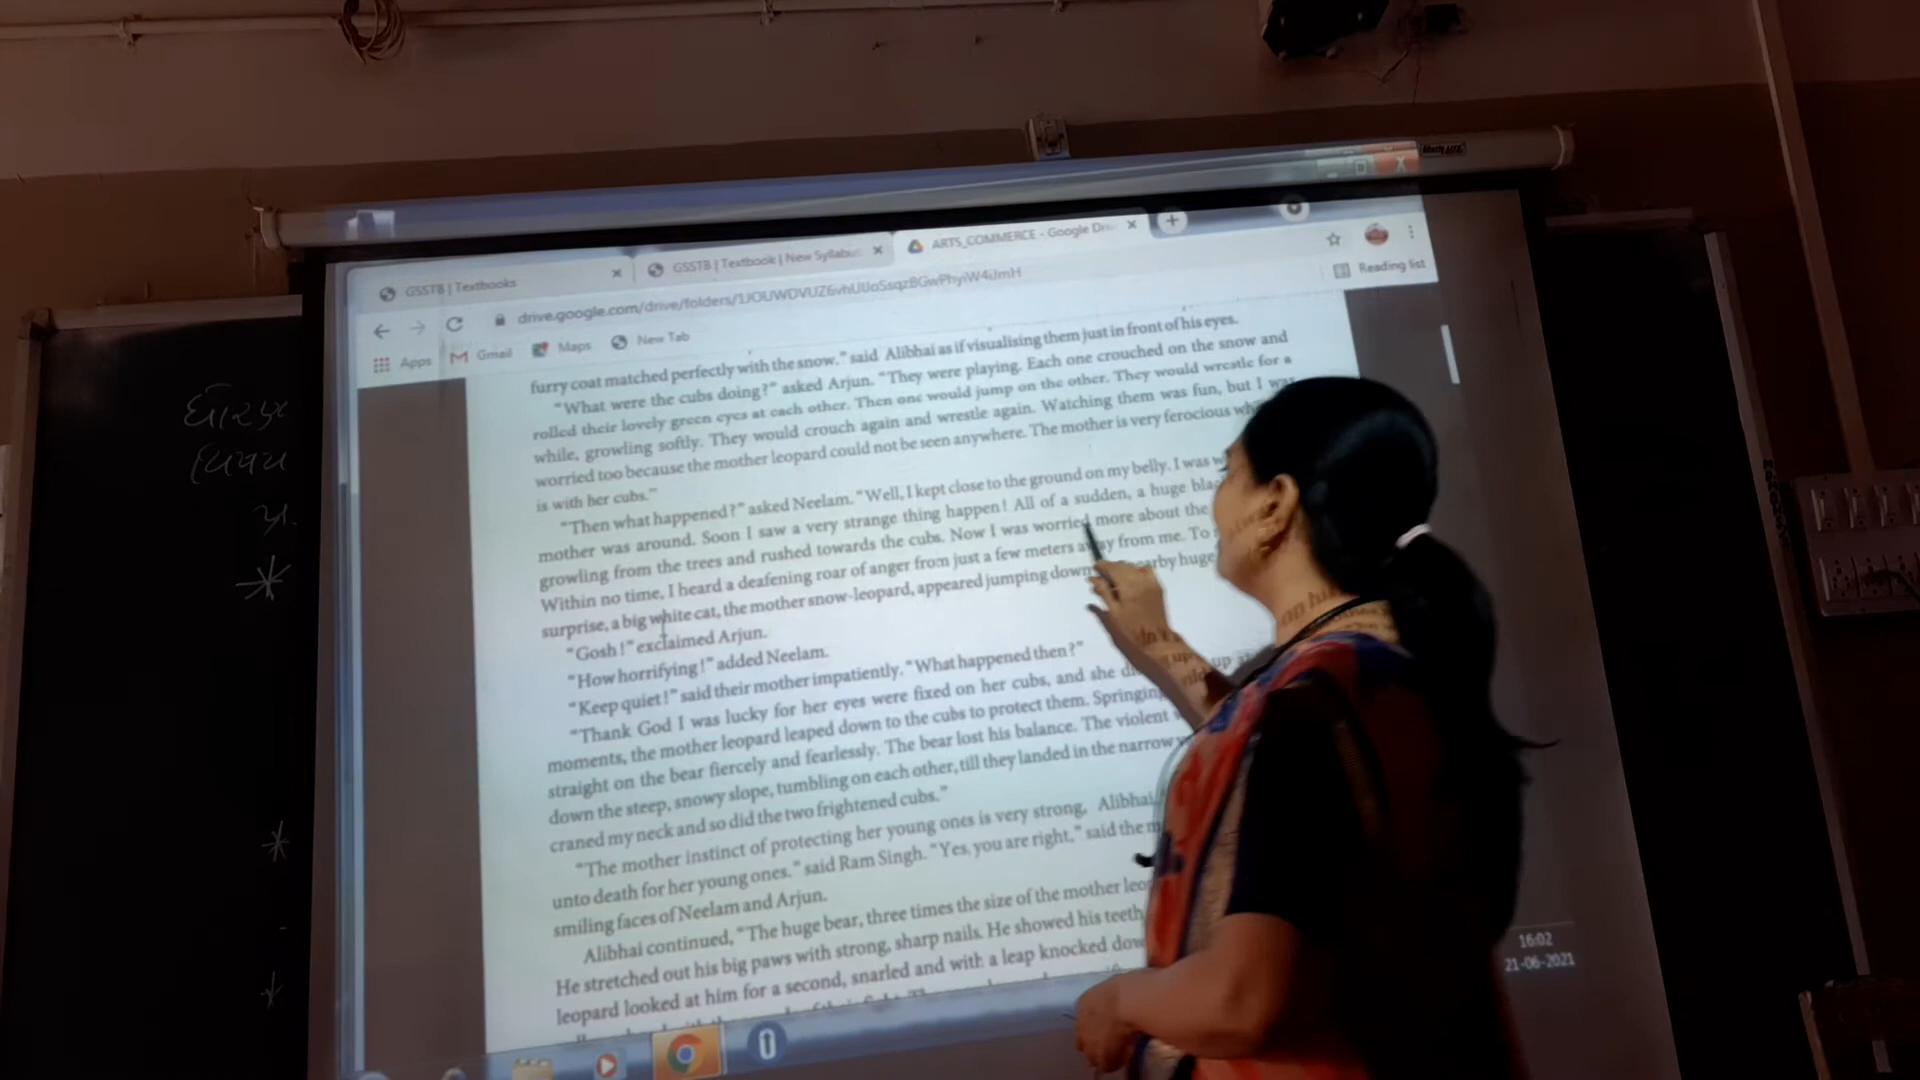 GSSTB | Textbooks
GSSTB | Textbook | New Syllabus
ARTS_COMMERCE - Google Dri
drive.google.com/drive/folders/
Reading list
Apps
Gmail
Maps
New Tab
furry coat matched perfectly with the snow." said Alibhai as if visualising them just in front of his eyes.
"What were the cubs doing?" asked Arjun. "They were playing. Each one crouched on the snow and
rolled their lovely green eyes at each other. Then one would jump on the other. They would wrestle for a
while, growling softly. They would crouch again and wrestle again. Watching them was fun, but I was
worried too because the mother leopard could not be seen anywhere. The mother is very ferocious
is with her cubs."
"Then what happened?" asked Neelam. "Well, I kept close to the ground on my belly. I was
mother was around. Soon I saw a very strange thing happen! All of a sudden, a huge
growling from the trees and rushed towards the cubs. Now I was worried more about the
Within no time, I heard a deafening roar of anger from just a few meters away from me. To
surprise, a big white cat, the mother snow-leopard, appeared jumping down huge
"Gosh!" exclaimed Arjun.
"How horrifying!" added Neelam.
"Keep quiet!" said their mother impatiently. "What happened then?"
"Thank God I was lucky for her eyes were fixed on her cubs, and she
moments, the mother leopard leaped down to the cubs to protect them. Springing
straight on the bear fiercely and fearlessly. The bear lost his balance. The violent
down the steep, snowy slope, tumbling on each other, till they landed in the narrow
craned my neck and so did the two frightened cubs."
"The mother instinct of protecting her young ones is very strong, Alibhai
unto death for her young ones." said Ram Singh. "Yes, you are right," said the
smiling faces of Neelam and Arjun.
Alibhai continued, "The huge bear, three times the size of the mother
He stretched out his big paws with strong, sharp nails. He showed his teeth
leopard looked at him for a second, snarled and with a leap knocked
16:02
21-06-2021